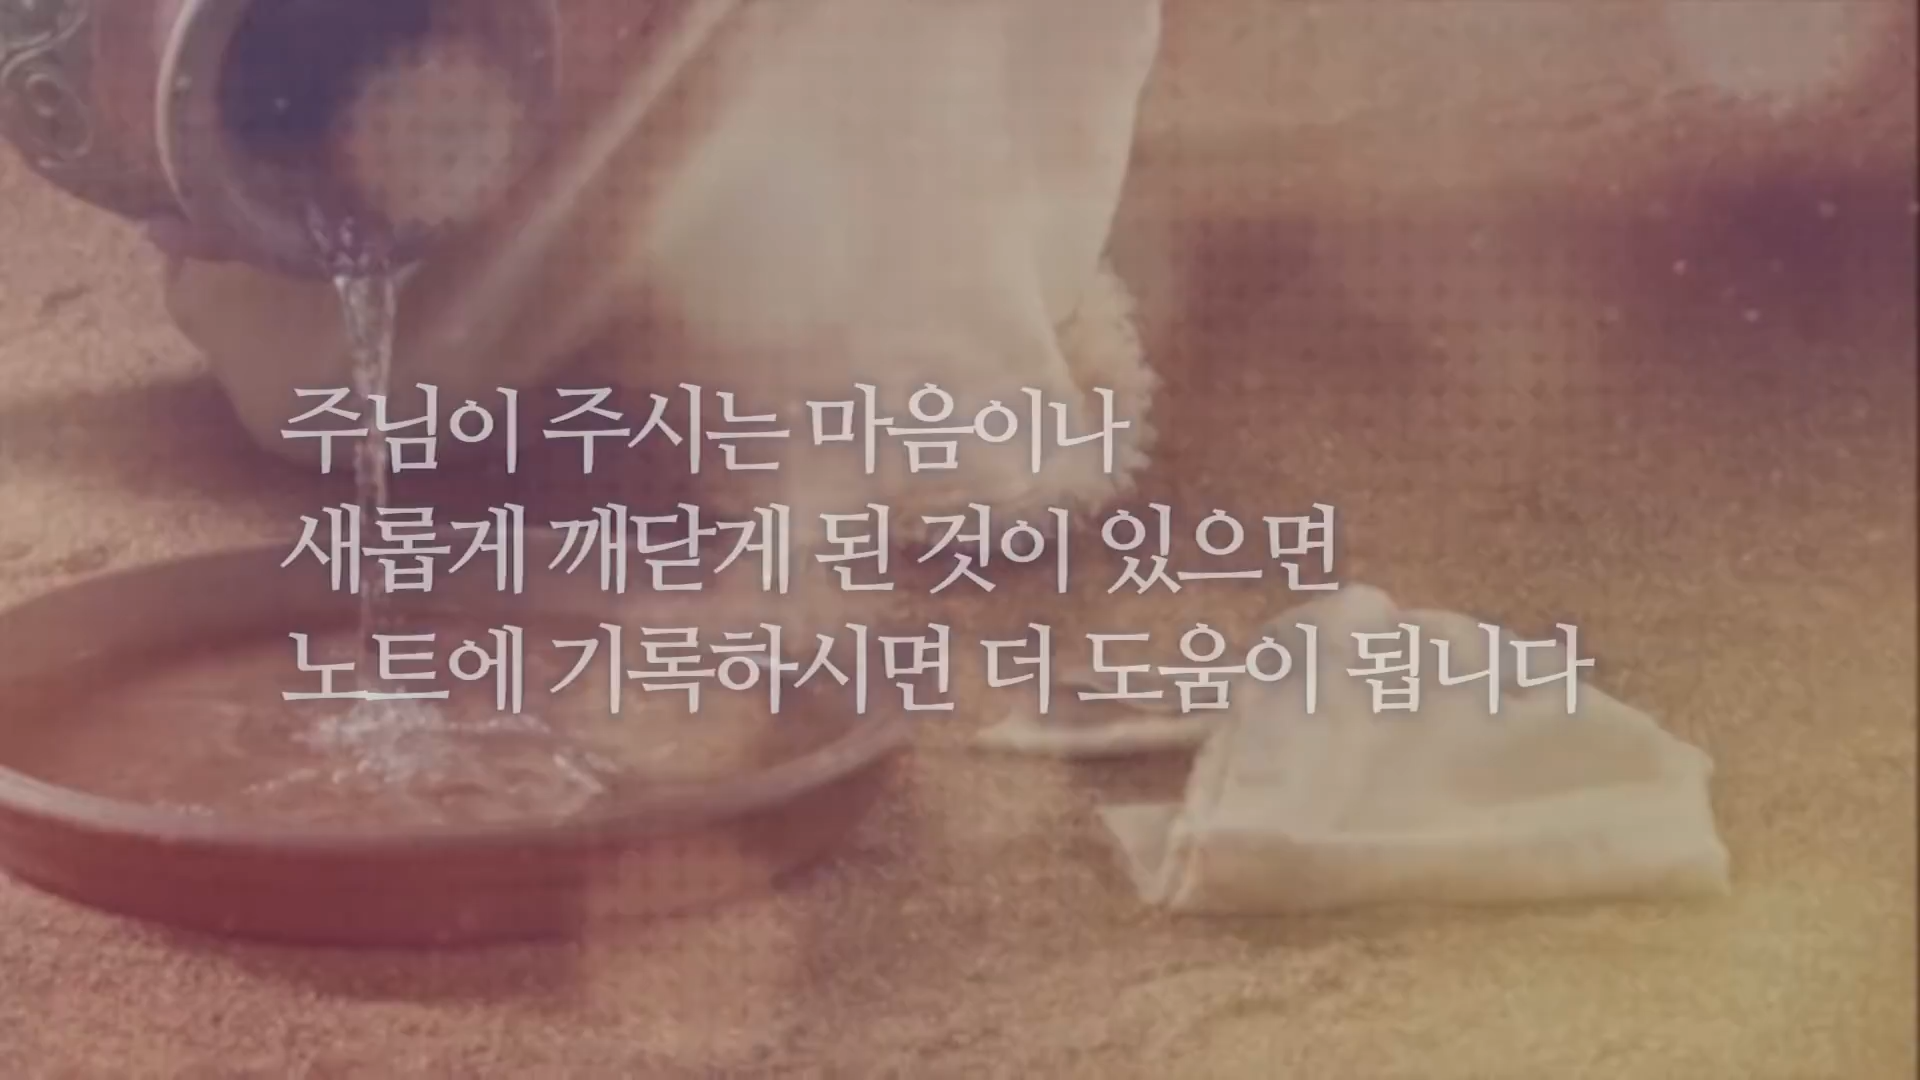 주님이 주시는 마음이나
새롭게 깨닫게 된 것이 있으면
노트에 기록하시면 더 도움이 됩니다